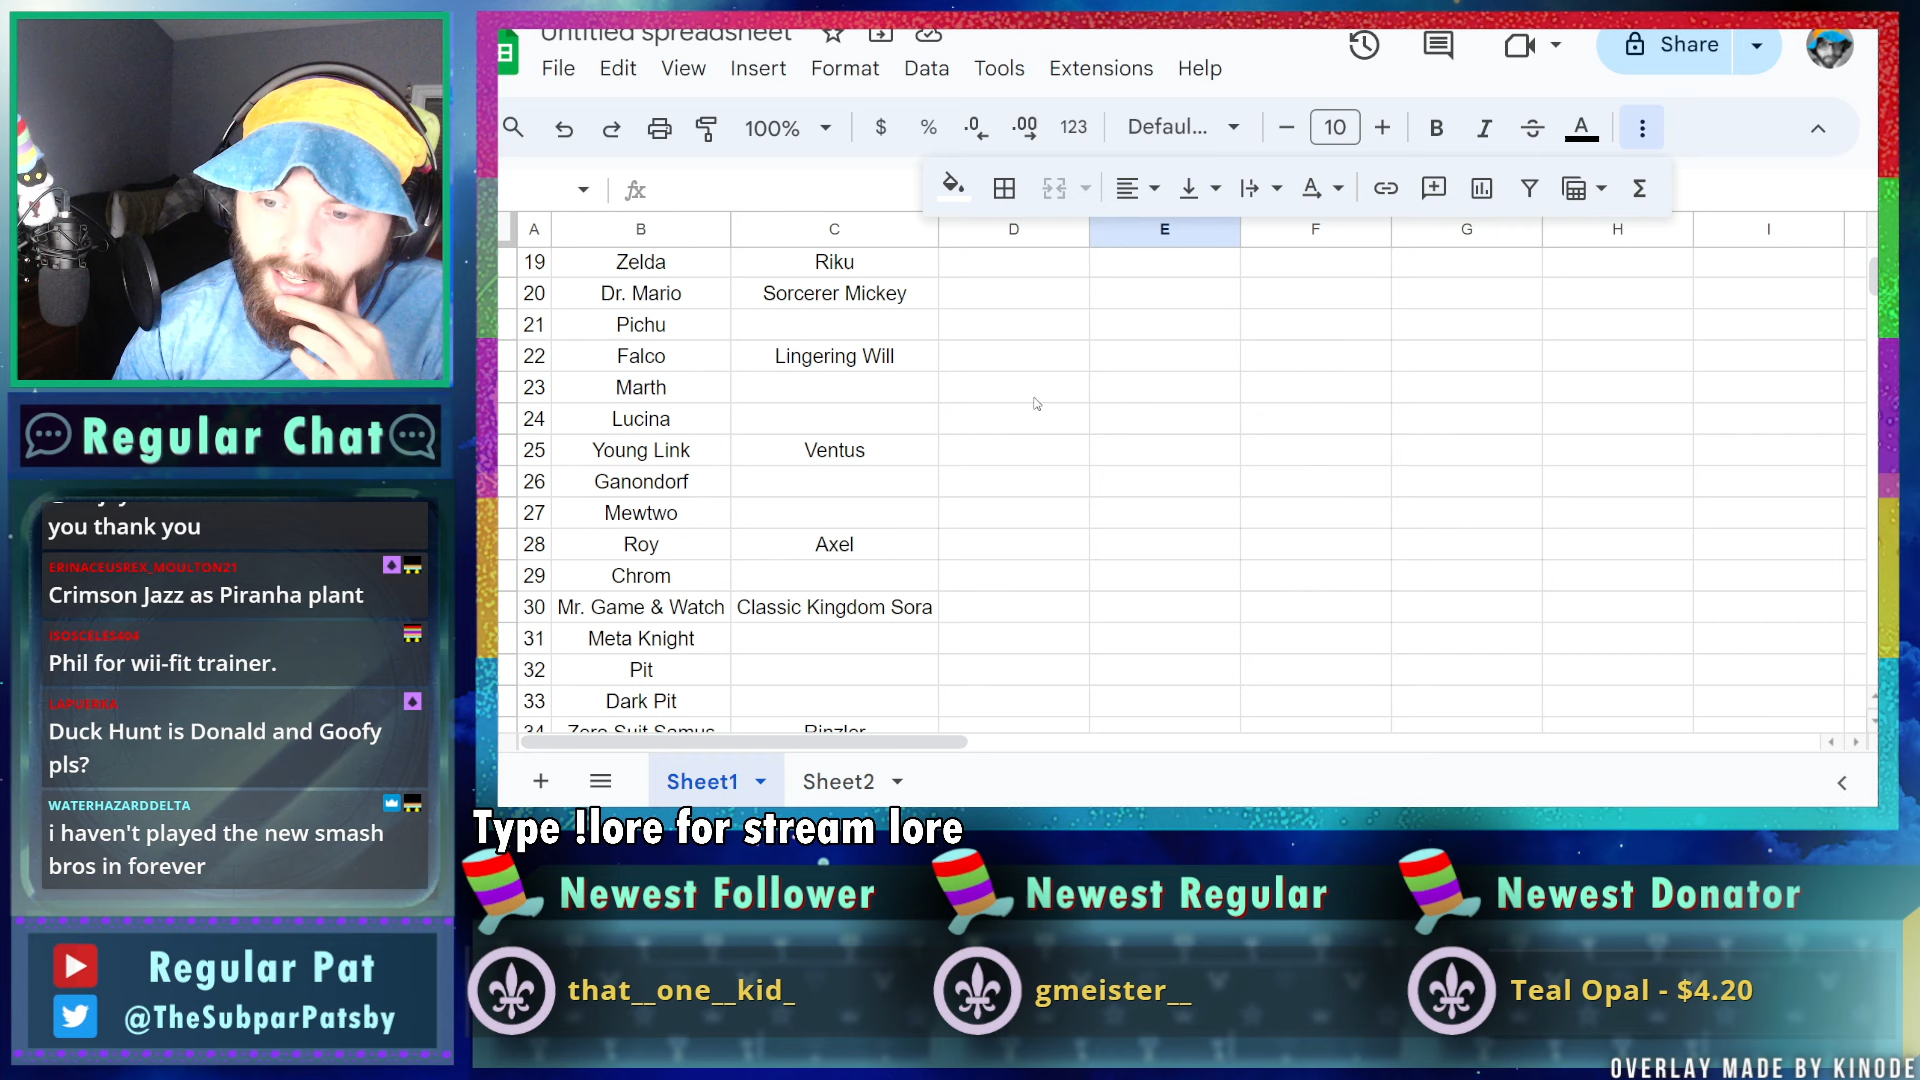 Untitled spreadsheet
File Edit View Insert Format Data Tools Extensions Help
Share
100% $ % .0 .00 123 Defaul... 10 B I S A
fx
A B C D E F G H I
19 Zelda Riku
20 Dr. Mario Sorcerer Mickey
21 Pichu
22 Falco Lingering Will
23 Marth
24 Lucina
25 Young Link Ventus
26 Ganondorf
27 Mewtwo
28 Roy Axel
29 Chrom
30 Mr. Game & Watch Classic Kingdom Sora
31 Meta Knight
32 Pit
33 Dark Pit
34 Zero Suit Samus Rinzler
Sheet1 Sheet2
Regular Chat
you thank you
ERINACEUSREX_MOULTON21
Crimson Jazz as Piranha plant
ISOSCELES404
Phil for wii-fit trainer.
LAPUERKA
Duck Hunt is Donald and Goofy
pls?
WATERHAZARDDELTA
i haven't played the new smash
bros in forever
Regular Pat
@TheSubparPatsby
Type !lore for stream lore
Newest Follower
that__one__kid_
Newest Regular
gmeister__
Newest Donator
Teal Opal - $4.20
OVERLAY MADE BY KINODE